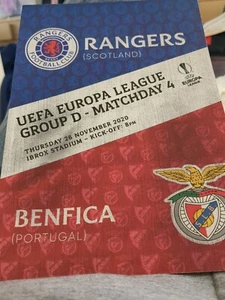 RANGERS
FOOTBALL CLUB
RANGERS
(SCOTLAND)
UEFA EUROPA LEAGUE
GROUP D - MATCHDAY 4
THURSDAY 26 NOVEMBER 2020
IBROX STADIUM - KICK-OFF: 8PM
UEFA
EUROPA
LEAGUE
BENFICA
(PORTUGAL)